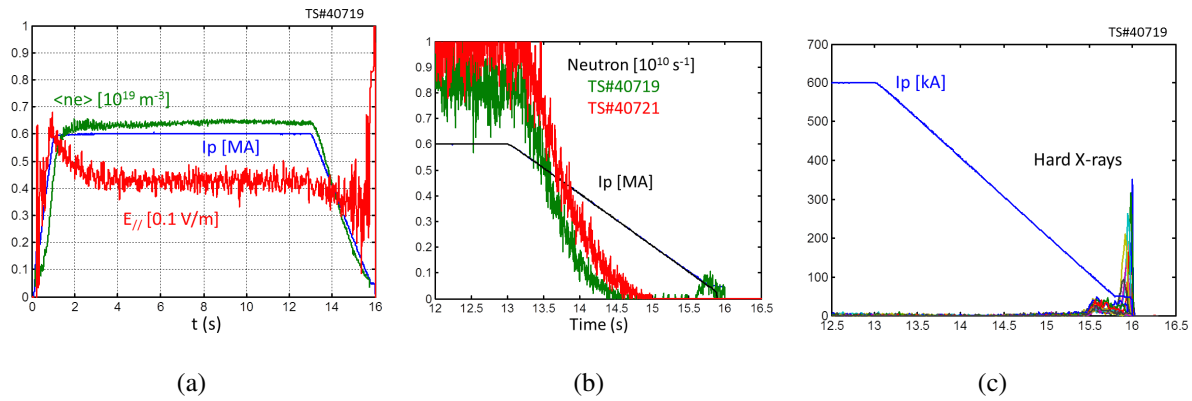 TS#40719
1
0.9
0.8
0.7
0.6
0.5
0.4
0.3
0.2
0.1
0
<ne> [10¹⁹ m⁻³]
Ip [MA]
E// [0.1 V/m]
0 2 4 6 8 10 12 14 16
t (s)
(a)
1
0.9
0.8
0.7
0.6
0.5
0.4
0.3
0.2
0.1
0
Neutron [10¹⁰ s⁻¹]
TS#40719
TS#40721
Ip [MA]
12 12.5 13 13.5 14 14.5 15 15.5 16 16.5
Time (s)
(b)
TS#40719
700
600
500
400
300
200
100
0
Ip [kA]
Hard X-rays
12.5 13 13.5 14 14.5 15 15.5 16 16.5
(c)